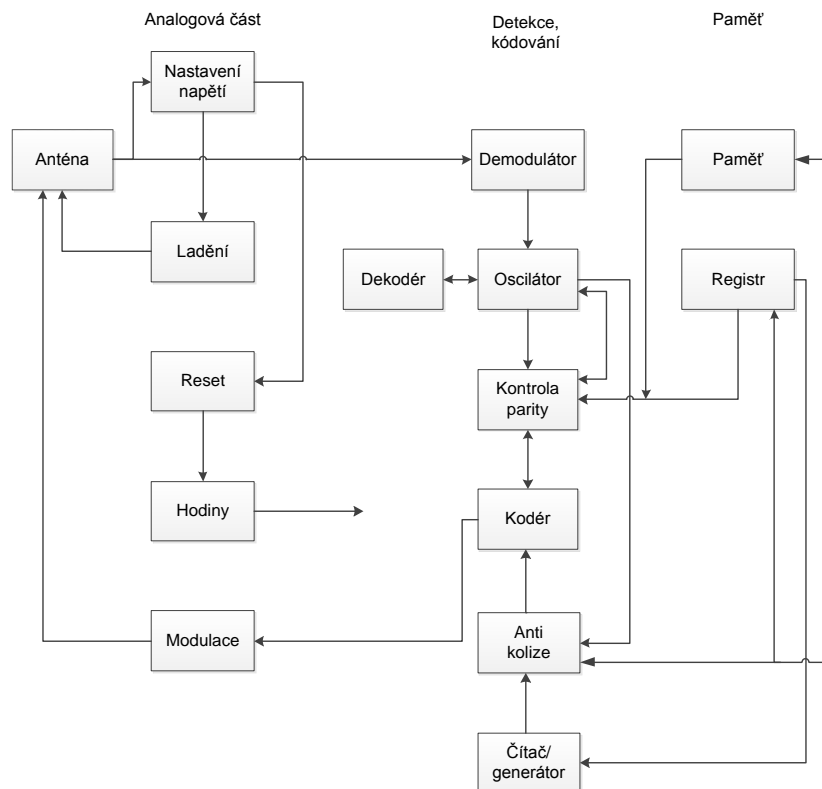 Analogová část
Detekce,
kódování
Paměť
Nastavení
napětí
Anténa
Demodulátor
Paměť
Ladění
Dekodér
Oscilátor
Registr
Reset
Kontrola
parity
Hodiny
Kodér
Modulace
Anti
kolize
Čítač/
generátor